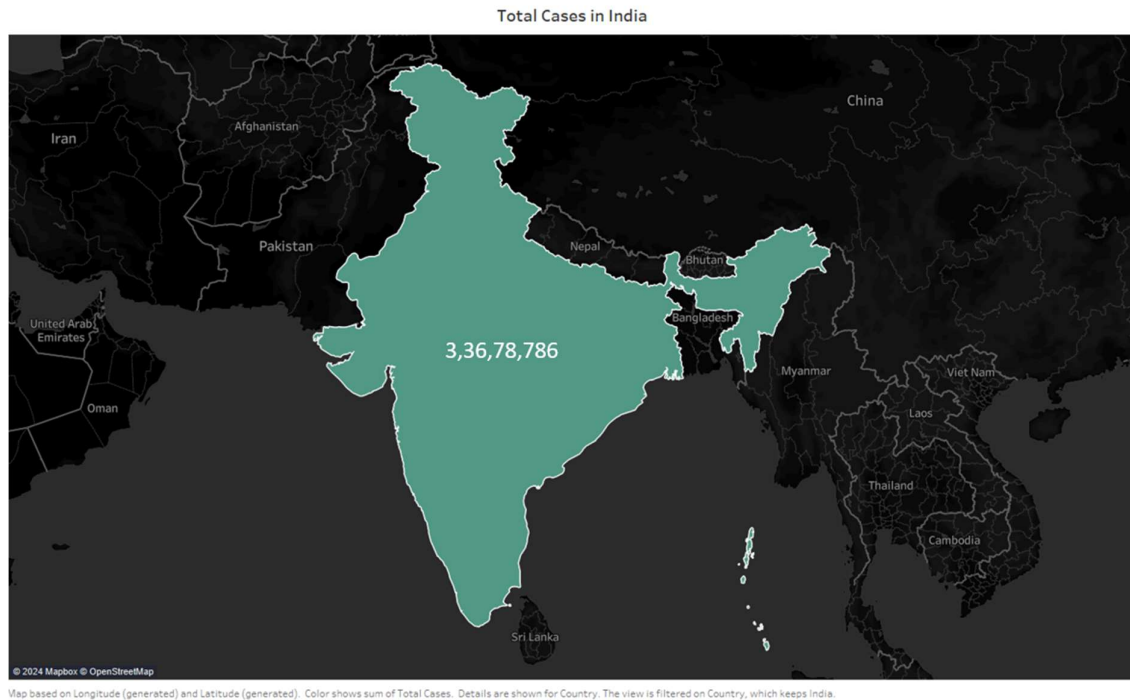 Total Cases in India
China
Afghanistan
Iran
Pakistan
Nepal
Bhutan
United Arab
Emirates
Bangladesh
3,36,78,786
Myanmar
Viet Nam
Oman
Laos
Thailand
Cambodia
Sri Lanka
© 2024 Mapbox © OpenStreetMap
Map based on Longitude (generated) and Latitude (generated). Color shows sum of Total Cases. Details are shown for Country. The view is filtered on Country, which keeps India.